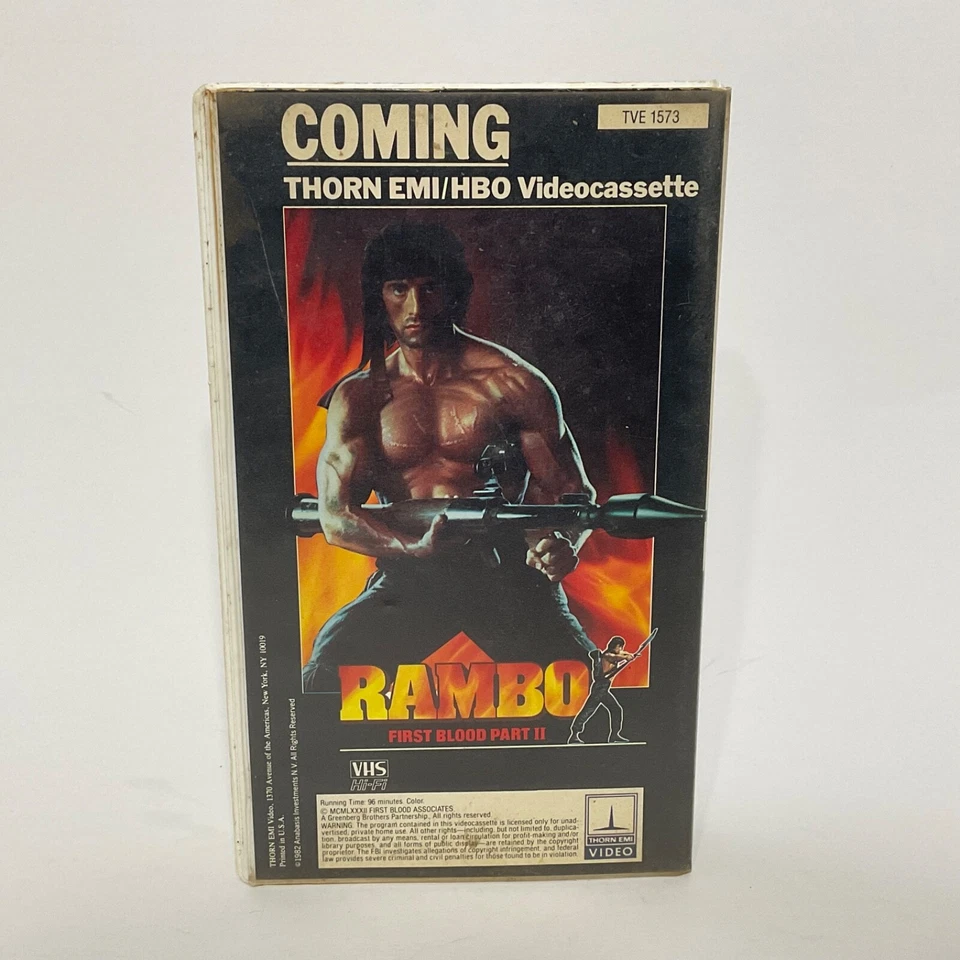 COMING
TVE 1573
THORN EMI/HBO Videocassette
RAMBO
FIRST BLOOD PART II
VHS
Hi-Fi
Running Time: 96 minutes. Color.
© MCMLXXXII FIRST BLOOD ASSOCIATES.
A Greenberg Brothers Partnership. All rights reserved.
WARNING: The program contained in this videocassette is licensed only for unad-
vertised, private home use. All other rights—including, but not limited to, duplica-
tion, broadcast by any means, rental or loan circulation for profit-making and/or
library purposes, and all forms of public display—are retained by the copyright
proprietor. The FBI investigates allegations of copyright infringement, and federal
law provides severe criminal and civil penalties for those found to be in violation.
THORN EMI
VIDEO
THORN EMI Video, 1370 Avenue of the Americas, New York, NY 10019
Printed in U.S.A.
©1982 Anabasis Investments N.V. All Rights Reserved